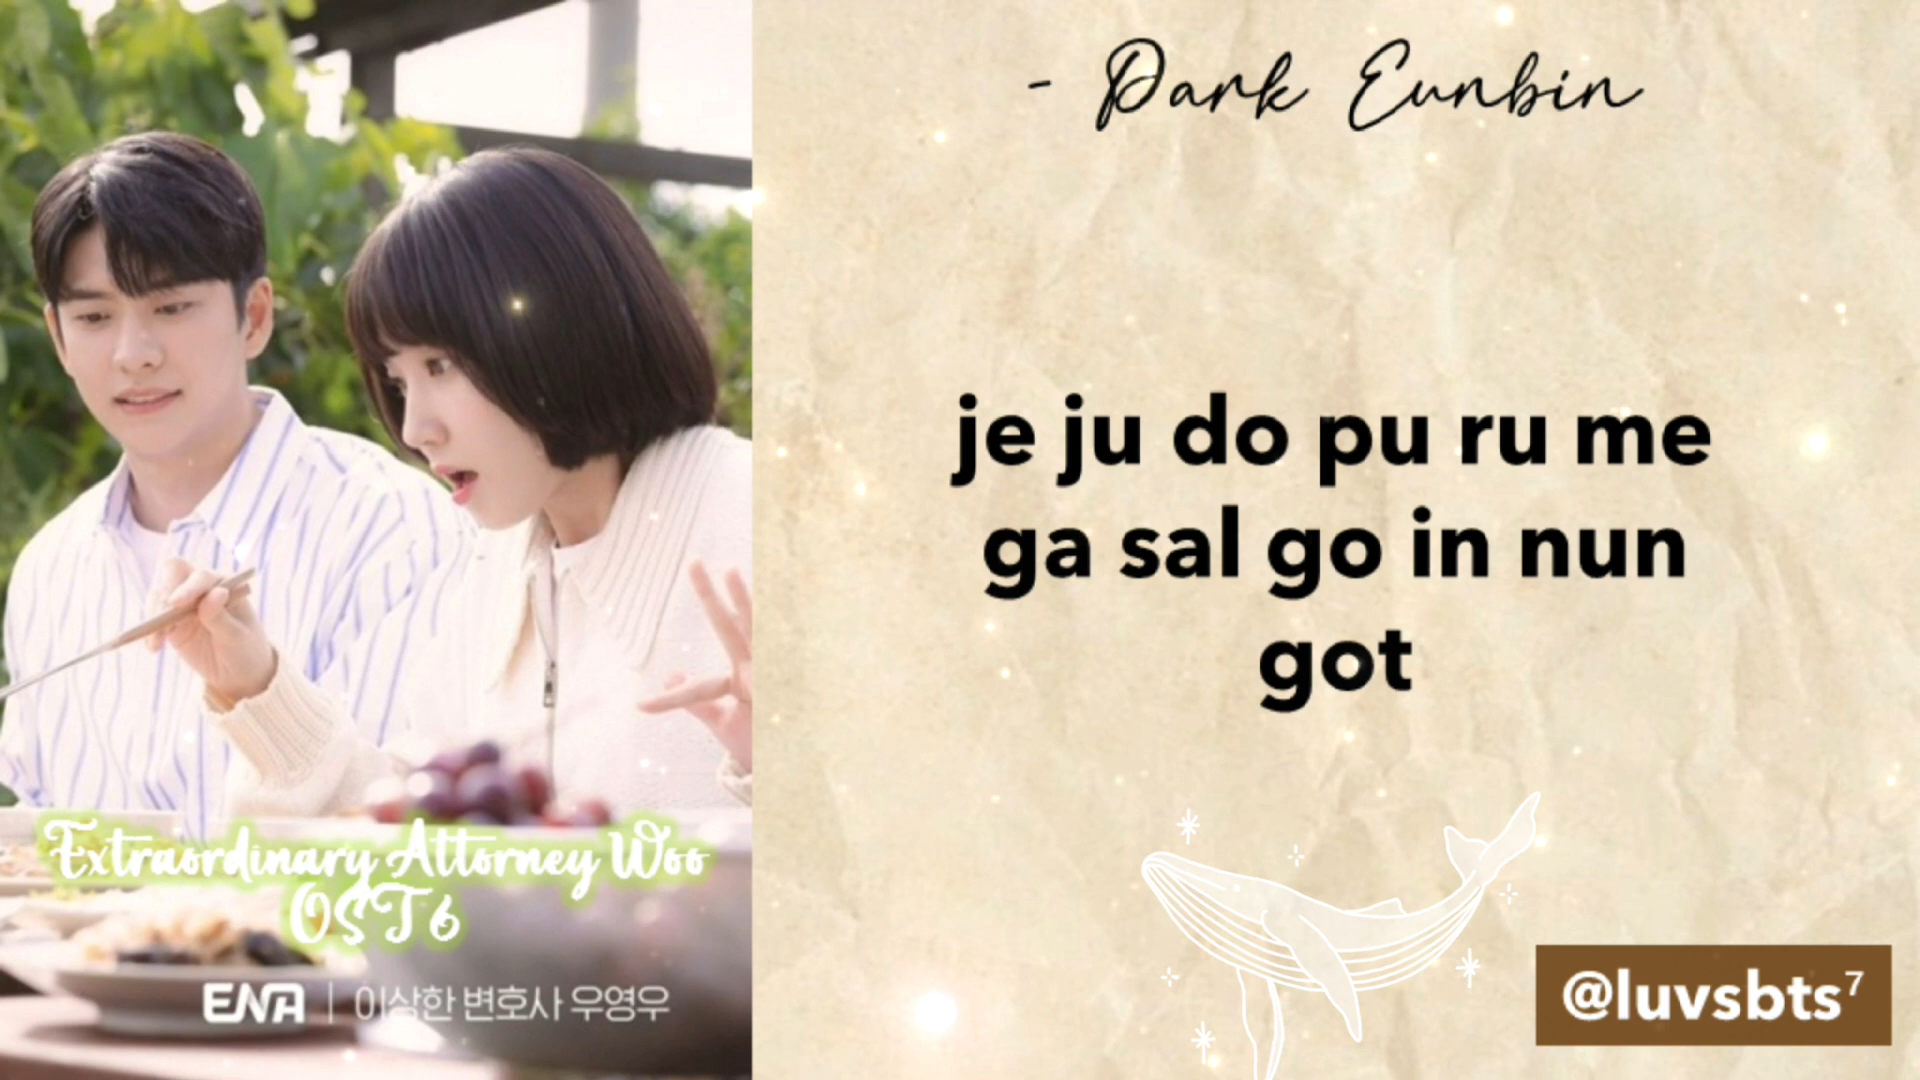 - Park Eunbin
je ju do pu ru me
ga sal go in nun
got
Extraordinary Attorney Woo
OST 6
ENA | 이상한 변호사 우영우
@luvsbts⁷